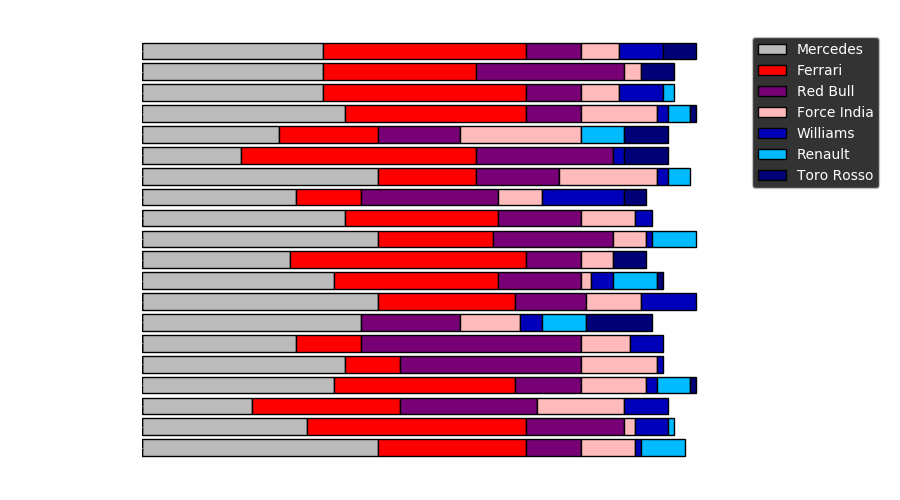 Mercedes
Ferrari
Red Bull
Force India
Williams
Renault
Toro Rosso